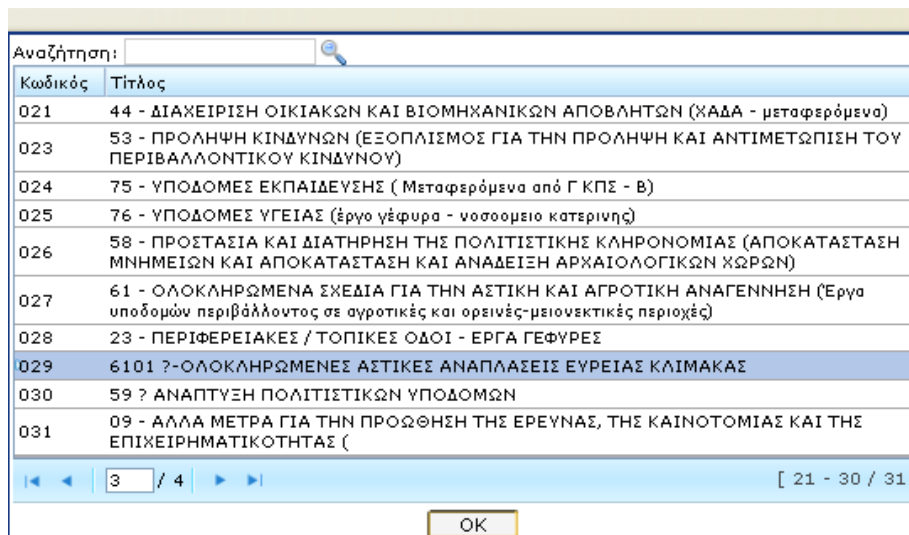 Αναζήτηση:
Κωδικός Τίτλος
021 44 - ΔΙΑΧΕΙΡΙΣΗ ΟΙΚΙΑΚΩΝ ΚΑΙ ΒΙΟΜΗΧΑΝΙΚΩΝ ΑΠΟΒΛΗΤΩΝ (ΧΑΔΑ - μεταφερόμενα)
023 53 - ΠΡΟΛΗΨΗ ΚΙΝΔΥΝΩΝ (ΕΞΟΠΛΙΣΜΟΣ ΓΙΑ ΤΗΝ ΠΡΟΛΗΨΗ ΚΑΙ ΑΝΤΙΜΕΤΩΠΙΣΗ ΤΟΥ
ΠΕΡΙΒΑΛΛΟΝΤΙΚΟΥ ΚΙΝΔΥΝΟΥ)
024 75 - ΥΠΟΔΟΜΕΣ ΕΚΠΑΙΔΕΥΣΗΣ ( Μεταφερόμενα από Γ ΚΠΣ - Β)
025 76 - ΥΠΟΔΟΜΕΣ ΥΓΕΙΑΣ (έργο γέφυρα - νοσοομειο κατερινης)
026 58 - ΠΡΟΣΤΑΣΙΑ ΚΑΙ ΔΙΑΤΗΡΗΣΗ ΤΗΣ ΠΟΛΙΤΙΣΤΙΚΗΣ ΚΛΗΡΟΝΟΜΙΑΣ (ΑΠΟΚΑΤΑΣΤΑΣΗ
ΜΝΗΜΕΙΩΝ ΚΑΙ ΑΠΟΚΑΤΑΣΤΑΣΗ ΚΑΙ ΑΝΑΔΕΙΞΗ ΑΡΧΑΙΟΛΟΓΙΚΩΝ ΧΩΡΩΝ)
027 61 - ΟΛΟΚΛΗΡΩΜΕΝΑ ΣΧΕΔΙΑ ΓΙΑ ΤΗΝ ΑΣΤΙΚΗ ΚΑΙ ΑΓΡΟΤΙΚΗ ΑΝΑΓΕΝΝΗΣΗ (Έργα
υποδομών περιβάλλοντος σε αγροτικές και ορεινές-μειονεκτικές περιοχές)
028 23 - ΠΕΡΙΦΕΡΕΙΑΚΕΣ / ΤΟΠΙΚΕΣ ΟΔΟΙ - ΕΡΓΑ ΓΕΦΥΡΕΣ
029 6101 ?-ΟΛΟΚΛΗΡΩΜΕΝΕΣ ΑΣΤΙΚΕΣ ΑΝΑΠΛΑΣΕΙΣ ΕΥΡΕΙΑΣ ΚΛΙΜΑΚΑΣ
030 59 ? ΑΝΑΠΤΥΞΗ ΠΟΛΙΤΙΣΤΙΚΩΝ ΥΠΟΔΟΜΩΝ
031 09 - ΑΛΛΑ ΜΕΤΡΑ ΓΙΑ ΤΗΝ ΠΡΟΩΘΗΣΗ ΤΗΣ ΕΡΕΥΝΑΣ, ΤΗΣ ΚΑΙΝΟΤΟΜΙΑΣ ΚΑΙ ΤΗΣ
ΕΠΙΧΕΙΡΗΜΑΤΙΚΟΤΗΤΑΣ (
3 / 4 [ 21 - 30 / 31
OK